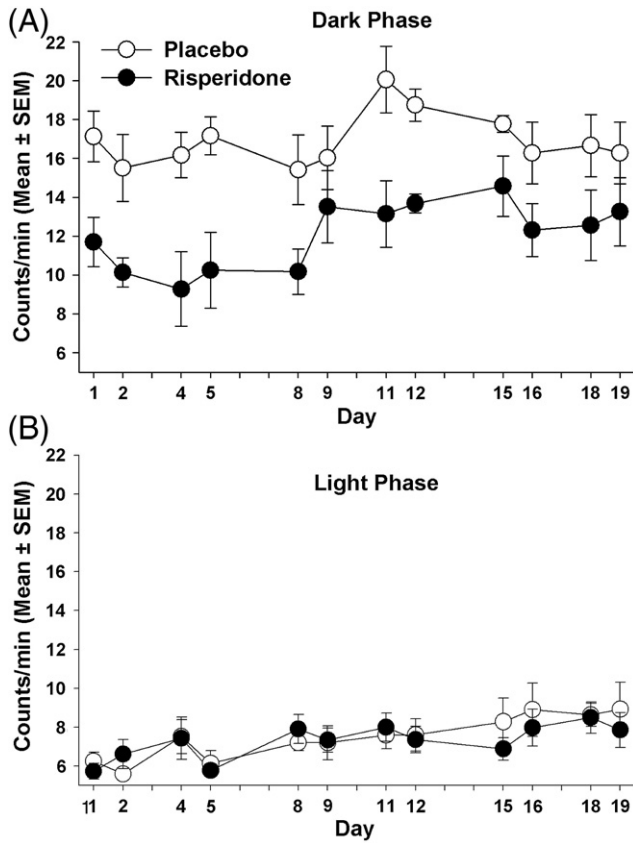 (A)
Dark Phase
Placebo
Risperidone
Counts/min (Mean ± SEM)
22
20
18
16
14
12
10
8
6
1 2 4 5 8 9 11 12 15 16 18 19
Day
(B)
Light Phase
Counts/min (Mean ± SEM)
22
20
18
16
14
12
10
8
6
11 2 4 5 8 9 11 12 15 16 18 19
Day